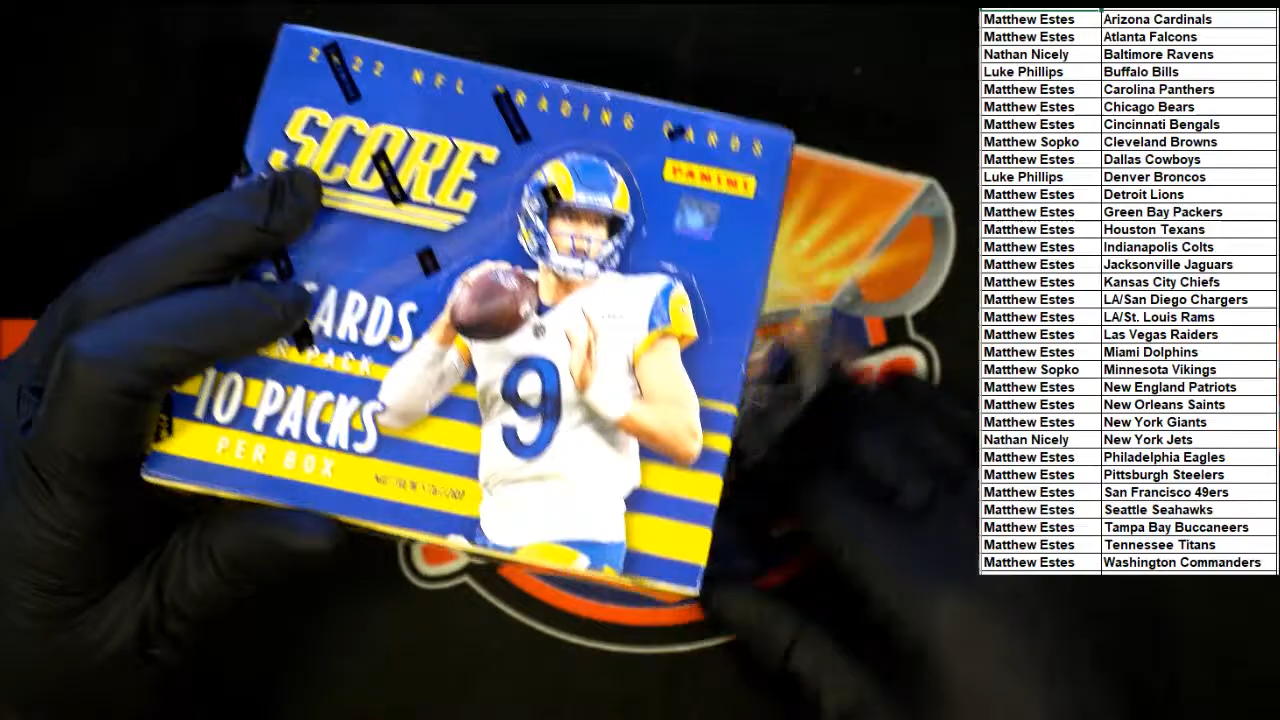 2022 NFL TRADING CARDS
SCORE
PANINI
CARDS
PACK
10 PACKS
PER BOX
9
Matthew Estes Arizona Cardinals
Matthew Estes Atlanta Falcons
Nathan Nicely Baltimore Ravens
Luke Phillips Buffalo Bills
Matthew Estes Carolina Panthers
Matthew Estes Chicago Bears
Matthew Estes Cincinnati Bengals
Matthew Sopko Cleveland Browns
Matthew Estes Dallas Cowboys
Luke Phillips Denver Broncos
Matthew Estes Detroit Lions
Matthew Estes Green Bay Packers
Matthew Estes Houston Texans
Matthew Estes Indianapolis Colts
Matthew Estes Jacksonville Jaguars
Matthew Estes Kansas City Chiefs
Matthew Estes LA/San Diego Chargers
Matthew Estes LA/St. Louis Rams
Matthew Estes Las Vegas Raiders
Matthew Estes Miami Dolphins
Matthew Sopko Minnesota Vikings
Matthew Estes New England Patriots
Matthew Estes New Orleans Saints
Matthew Estes New York Giants
Nathan Nicely New York Jets
Matthew Estes Philadelphia Eagles
Matthew Estes Pittsburgh Steelers
Matthew Estes San Francisco 49ers
Matthew Estes Seattle Seahawks
Matthew Estes Tampa Bay Buccaneers
Matthew Estes Tennessee Titans
Matthew Estes Washington Commanders